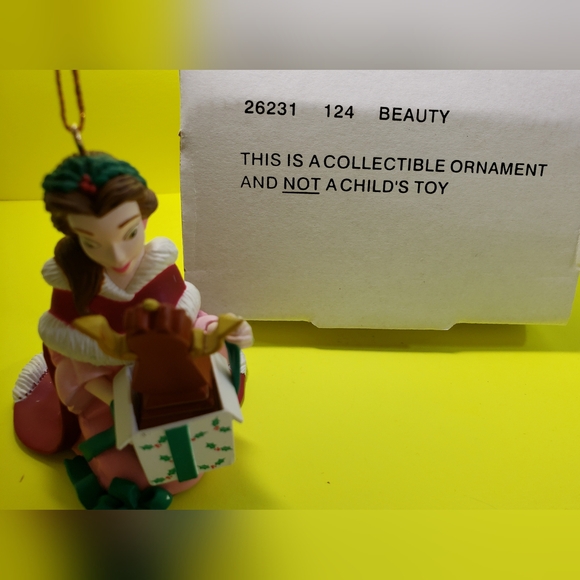 26231 124 BEAUTY
THIS IS A COLLECTIBLE ORNAMENT
AND NOT A CHILD'S TOY